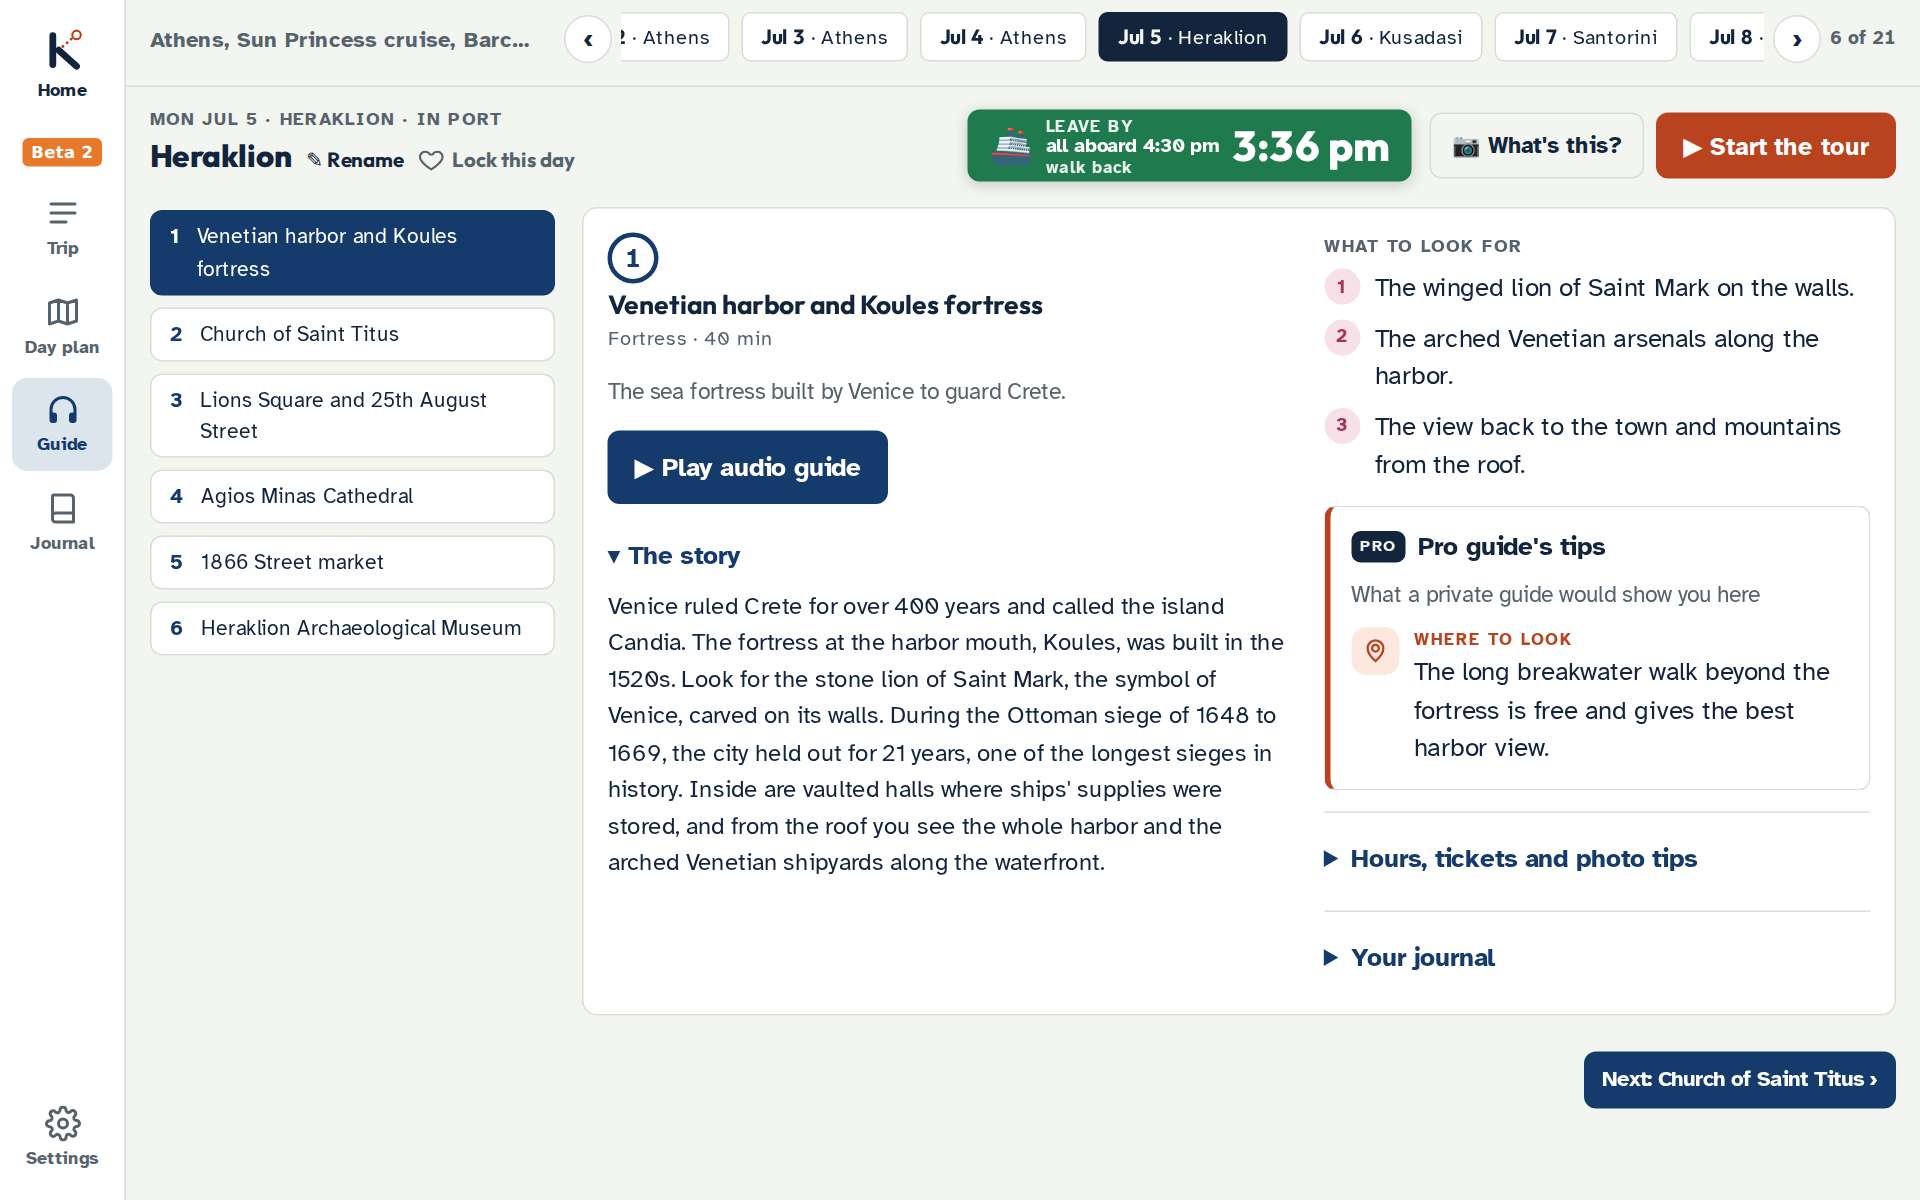 Home
Beta 2
Trip
Day plan
Guide
Journal
Settings
Athens, Sun Princess cruise, Barc...
‹
2 · Athens
Jul 3 · Athens
Jul 4 · Athens
Jul 5 · Heraklion
Jul 6 · Kusadasi
Jul 7 · Santorini
Jul 8 ·
›
6 of 21
MON JUL 5 · HERAKLION · IN PORT
Heraklion
✎ Rename
Lock this day
LEAVE BY
all aboard 4:30 pm
walk back
3:36 pm
What's this?
▶ Start the tour
1 Venetian harbor and Koules
fortress
2 Church of Saint Titus
3 Lions Square and 25th August
Street
4 Agios Minas Cathedral
5 1866 Street market
6 Heraklion Archaeological Museum
1
Venetian harbor and Koules fortress
Fortress · 40 min
The sea fortress built by Venice to guard Crete.
▶ Play audio guide
▼ The story
Venice ruled Crete for over 400 years and called the island
Candia. The fortress at the harbor mouth, Koules, was built in the
1520s. Look for the stone lion of Saint Mark, the symbol of
Venice, carved on its walls. During the Ottoman siege of 1648 to
1669, the city held out for 21 years, one of the longest sieges in
history. Inside are vaulted halls where ships' supplies were
stored, and from the roof you see the whole harbor and the
arched Venetian shipyards along the waterfront.
WHAT TO LOOK FOR
1 The winged lion of Saint Mark on the walls.
2 The arched Venetian arsenals along the
harbor.
3 The view back to the town and mountains
from the roof.
PRO Pro guide's tips
What a private guide would show you here
WHERE TO LOOK
The long breakwater walk beyond the
fortress is free and gives the best
harbor view.
▶ Hours, tickets and photo tips
▶ Your journal
Next: Church of Saint Titus ›